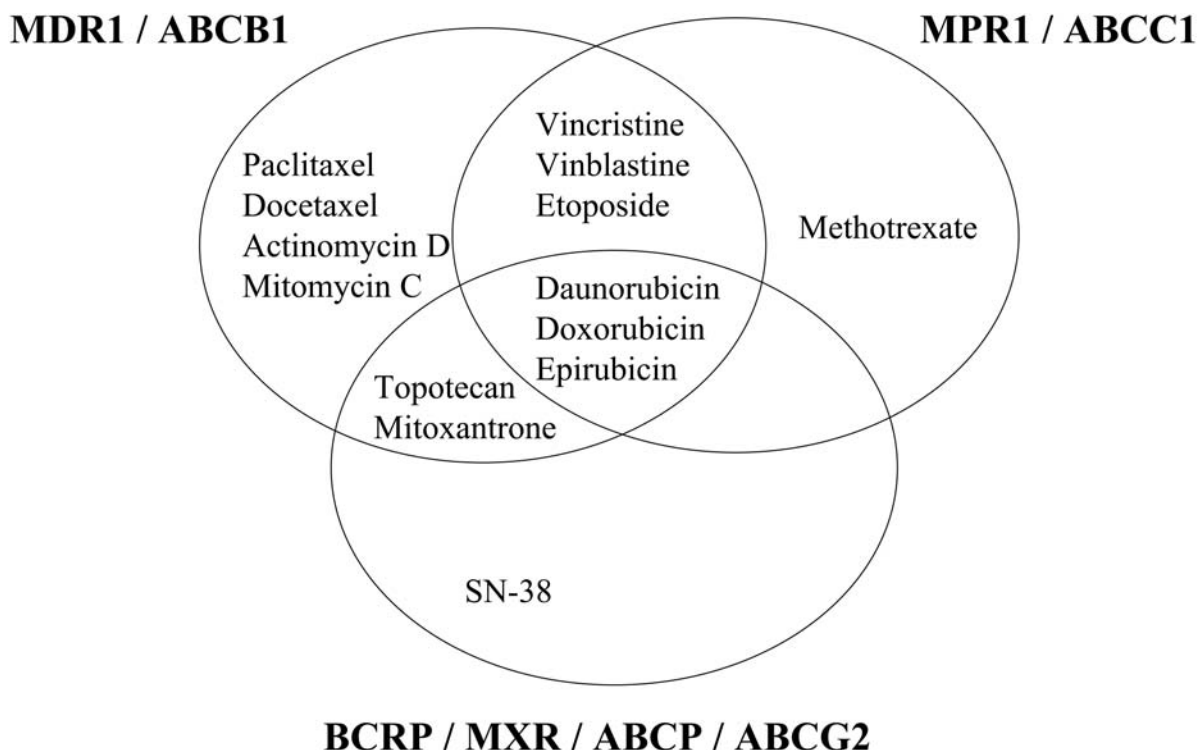 MDR1 / ABCB1
MPR1 / ABCC1
Vincristine
Vinblastine
Etoposide
Paclitaxel
Docetaxel
Actinomycin D
Mitomycin C
Methotrexate
Daunorubicin
Doxorubicin
Epirubicin
Topotecan
Mitoxantrone
SN-38
BCRP / MXR / ABCP / ABCG2